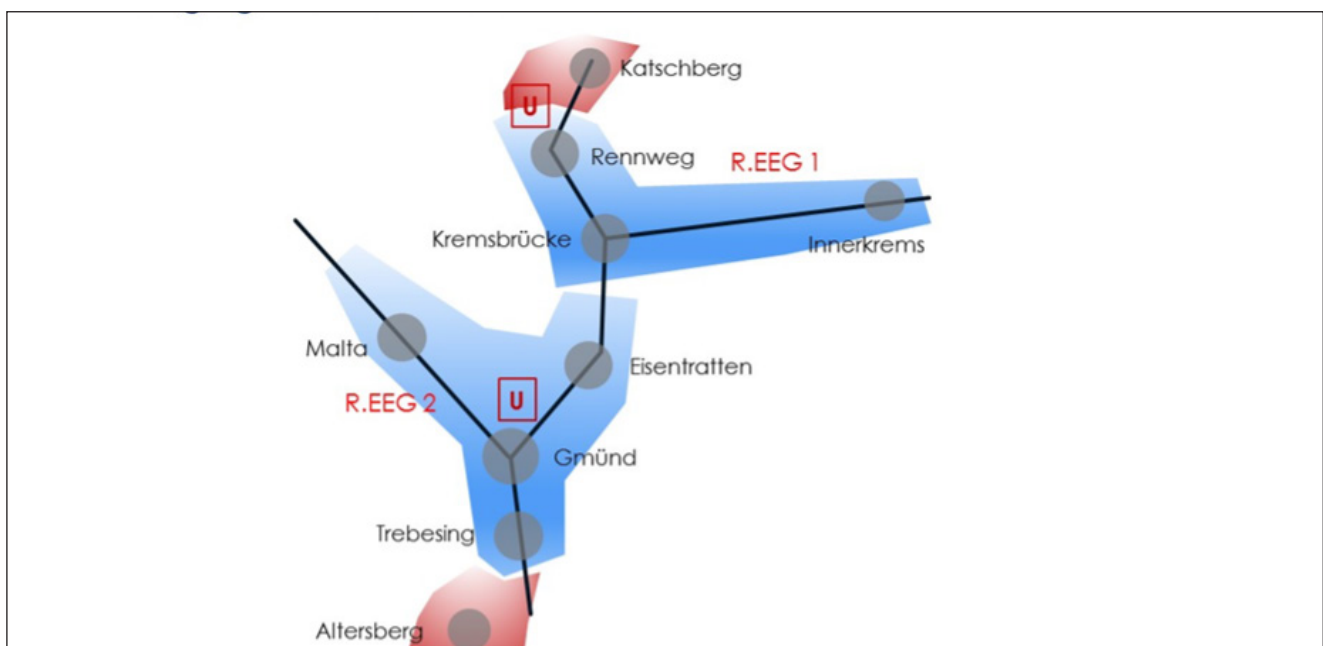 Katschberg
U
Rennweg
R.EEG 1
Kremsbrücke
Innerkrems
Malta
Eisentratten
R.EEG 2
U
Gmünd
Trebesing
Altersberg